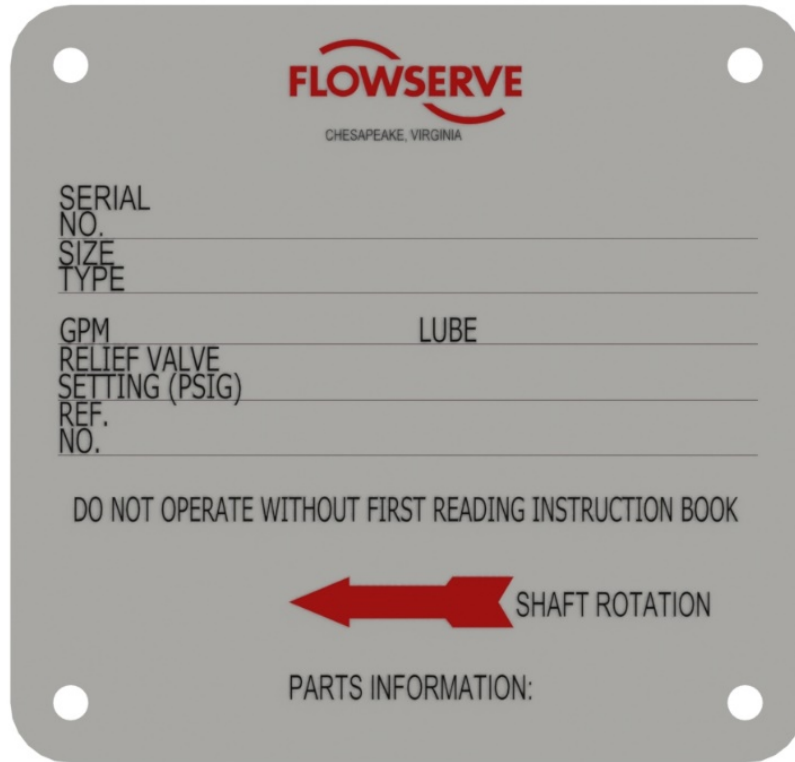 FLOWSERVE
CHESAPEAKE, VIRGINIA
SERIAL
NO.
SIZE
TYPE
GPM LUBE
RELIEF VALVE
SETTING (PSIG)
REF.
NO.
DO NOT OPERATE WITHOUT FIRST READING INSTRUCTION BOOK
SHAFT ROTATION
PARTS INFORMATION: